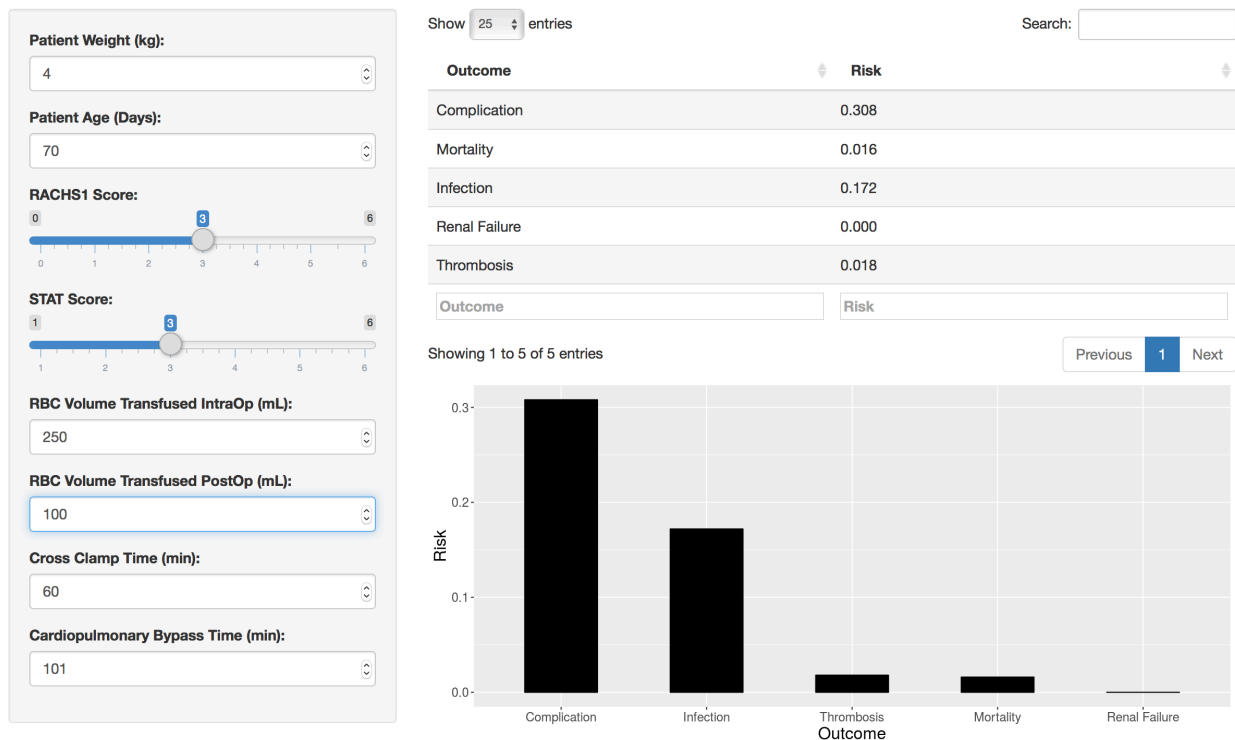 Patient Weight (kg):
4
Patient Age (Days):
70
RACHS1 Score:
0 3 6
0 1 2 3 4 5 6
STAT Score:
1 3 6
1 2 3 4 5 6
RBC Volume Transfused IntraOp (mL):
250
RBC Volume Transfused PostOp (mL):
100
Cross Clamp Time (min):
60
Cardiopulmonary Bypass Time (min):
101
Show 25 entries Search:
Outcome Risk
Complication 0.308
Mortality 0.016
Infection 0.172
Renal Failure 0.000
Thrombosis 0.018
Outcome Risk
Showing 1 to 5 of 5 entries Previous 1 Next
0.3
0.2
0.1
0.0
Risk
Complication Infection Thrombosis Mortality Renal Failure
Outcome